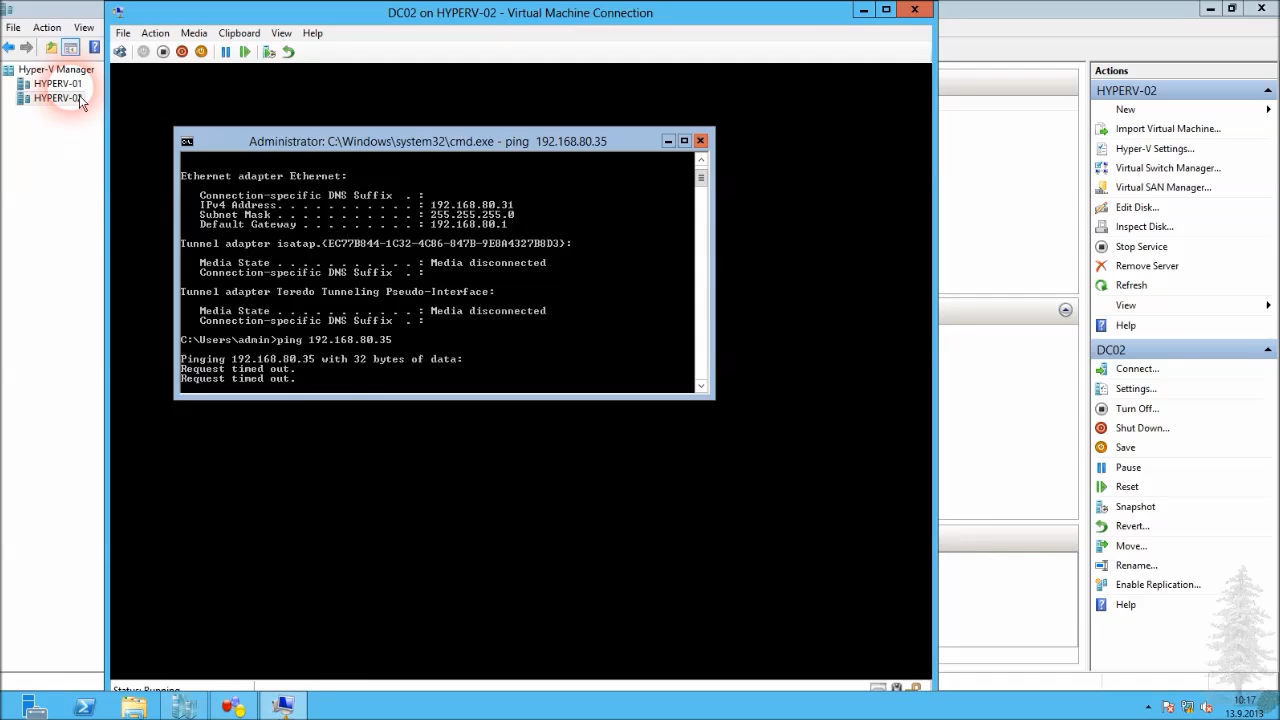 DC02 on HYPERV-02 - Virtual Machine Connection
File Action View
File Action Media Clipboard View Help
Hyper-V Manager
HYPERV-01
Administrator: C:\Windows\system32\cmd.exe - ping 192.168.80.35
Ethernet adapter Ethernet:
Connection-specific DNS Suffix . :
IPv4 Address. . . . . . . . . . . : 192.168.80.31
Subnet Mask . . . . . . . . . . . : 255.255.255.0
Default Gateway . . . . . . . . . : 192.168.80.1
Tunnel adapter isatap.{EC77B844-1C32-4C86-847B-9E8A4327B8D3}:
Media State . . . . . . . . . . . : Media disconnected
Connection-specific DNS Suffix . :
Tunnel adapter Teredo Tunneling Pseudo-Interface:
Media State . . . . . . . . . . . : Media disconnected
Connection-specific DNS Suffix . :
C:\Users\admin>ping 192.168.80.35
Pinging 192.168.80.35 with 32 bytes of data:
Request timed out.
Request timed out.
Status: Running
Actions
HYPERV-02
New
Import Virtual Machine...
Hyper-V Settings...
Virtual Switch Manager...
Virtual SAN Manager...
Edit Disk...
Inspect Disk...
Stop Service
Remove Server
Refresh
View
Help
DC02
Connect...
Settings...
Turn Off...
Shut Down...
Save
Pause
Reset
Snapshot
Revert...
Move...
Rename...
Enable Replication...
Help
10:17
13.9.2013